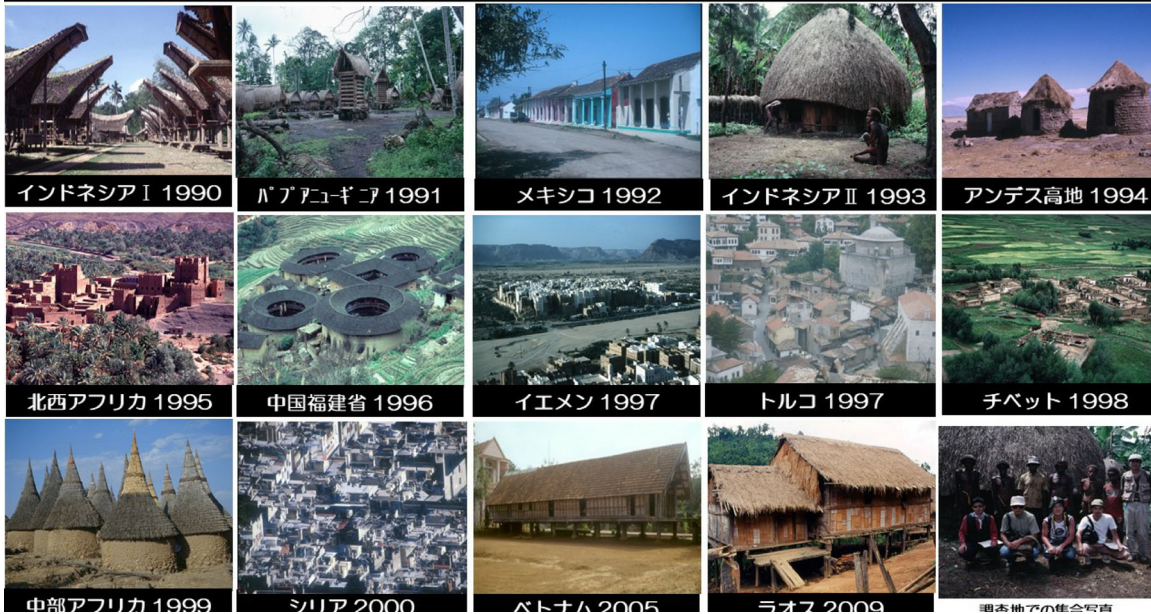 インドネシアⅠ 1990
パプアニューギニア 1991
メキシコ 1992
インドネシアⅡ 1993
アンデス高地 1994
北西アフリカ 1995
中国福建省 1996
イエメン 1997
トルコ 1997
チベット 1998
中部アフリカ 1999
シリア 2000
ベトナム 2005
ラオス 2009
調査地での集合写真